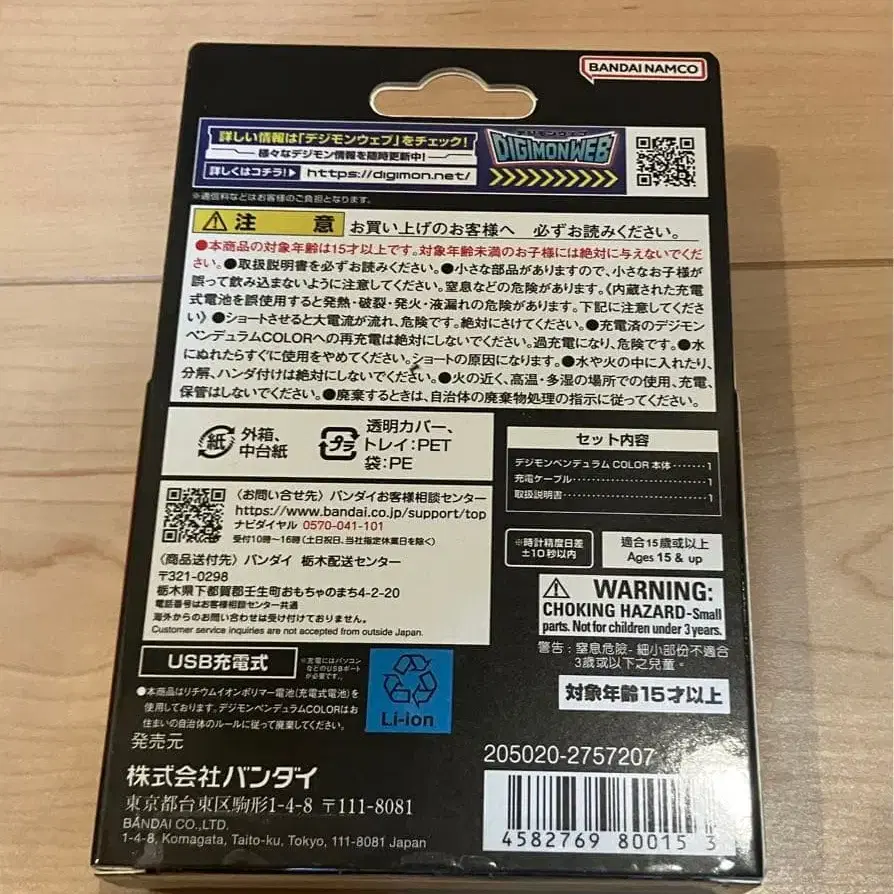 BANDAI NAMCO
詳しい情報は「デジモンウェブ」をチェック!
様々なデジモン情報を随時更新中!
詳しくはコチラ!▶ https://digimon.net/
デジモンウェブ
DIGIMONWEB
※通信料などはお客様のご負担となります。
⚠注意 お買い上げのお客様へ 必ずお読みください。
●本商品の対象年齢は15才以上です。対象年齢未満のお子様には絶対に与えないでくだ
さい。●取扱説明書を必ずお読みください。●小さな部品がありますので、小さなお子様が
誤って飲み込まないように注意してください。窒息などの危険があります。《内蔵された充電
式電池を誤使用すると発熱・破裂・発火・液漏れの危険があります。下記に注意してくださ
い》●ショートさせると大電流が流れ、危険です。絶対にさけてください。●充電済のデジモン
ペンデュラムCOLORへの再充電は絶対にしないでください。過充電になり、危険です。●水
にぬれたらすぐに使用をやめてください。ショートの原因になります。●水や火の中に入れたり、
分解、ハンダ付けは絶対にしないでください。●火の近く、高温・多湿の場所での使用、充電、
保管はしないでください。●廃棄するときは、自治体の廃棄物処理の指示に従ってください。
紙 外箱、
中台紙
プラ 透明カバー、
トレイ:PET
袋:PE
セット内容
デジモンペンデュラム COLOR 本体……1
充電ケーブル……1
取扱説明書……1
〈お問い合せ先〉バンダイお客様相談センター
https://www.bandai.co.jp/support/top
ナビダイヤル 0570-041-101
受付10時〜16時(土日祝日、当社指定休業日を除く)
〈商品送付先〉バンダイ 栃木配送センター
〒321-0298
栃木県下都賀郡壬生町おもちゃのまち4-2-20
電話番号はお客様相談センター共通
海外からのお問い合わせは受け付けておりません。
Customer service inquiries are not accepted from outside Japan.
※時計精度日差
±10秒以内
適合15歲或以上
Ages 15 & up
⚠WARNING:
CHOKING HAZARD-Small
parts. Not for children under 3 years.
警告:窒息危險-細小部份不適合
3歲或以下之兒童。
対象年齢15才以上
USB充電式
※充電にはパソコン
などのUSBポート
が必要です。
●本商品はリチウムイオンポリマー電池(充電式電池)を
使用しております。デジモンペンデュラムCOLORはお
住まいの自治体のルールに従って廃棄してください。
Li-ion
発売元
株式会社バンダイ
東京都台東区駒形1-4-8 〒111-8081
BANDAI CO.,LTD.
1-4-8, Komagata, Taito-ku, Tokyo, 111-8081 Japan
205020-2757207
4582769 80015 3